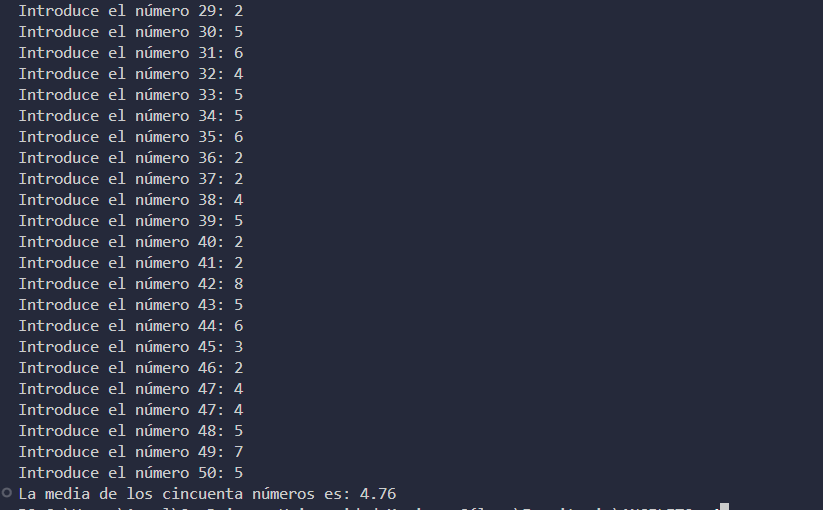 Introduce el número 29: 2
Introduce el número 30: 5
Introduce el número 31: 6
Introduce el número 32: 4
Introduce el número 33: 5
Introduce el número 34: 5
Introduce el número 35: 6
Introduce el número 36: 2
Introduce el número 37: 2
Introduce el número 38: 4
Introduce el número 39: 5
Introduce el número 40: 2
Introduce el número 41: 2
Introduce el número 42: 8
Introduce el número 43: 5
Introduce el número 44: 6
Introduce el número 45: 3
Introduce el número 46: 2
Introduce el número 47: 4
Introduce el número 47: 4
Introduce el número 48: 5
Introduce el número 49: 7
Introduce el número 50: 5
La media de los cincuenta números es: 4.76